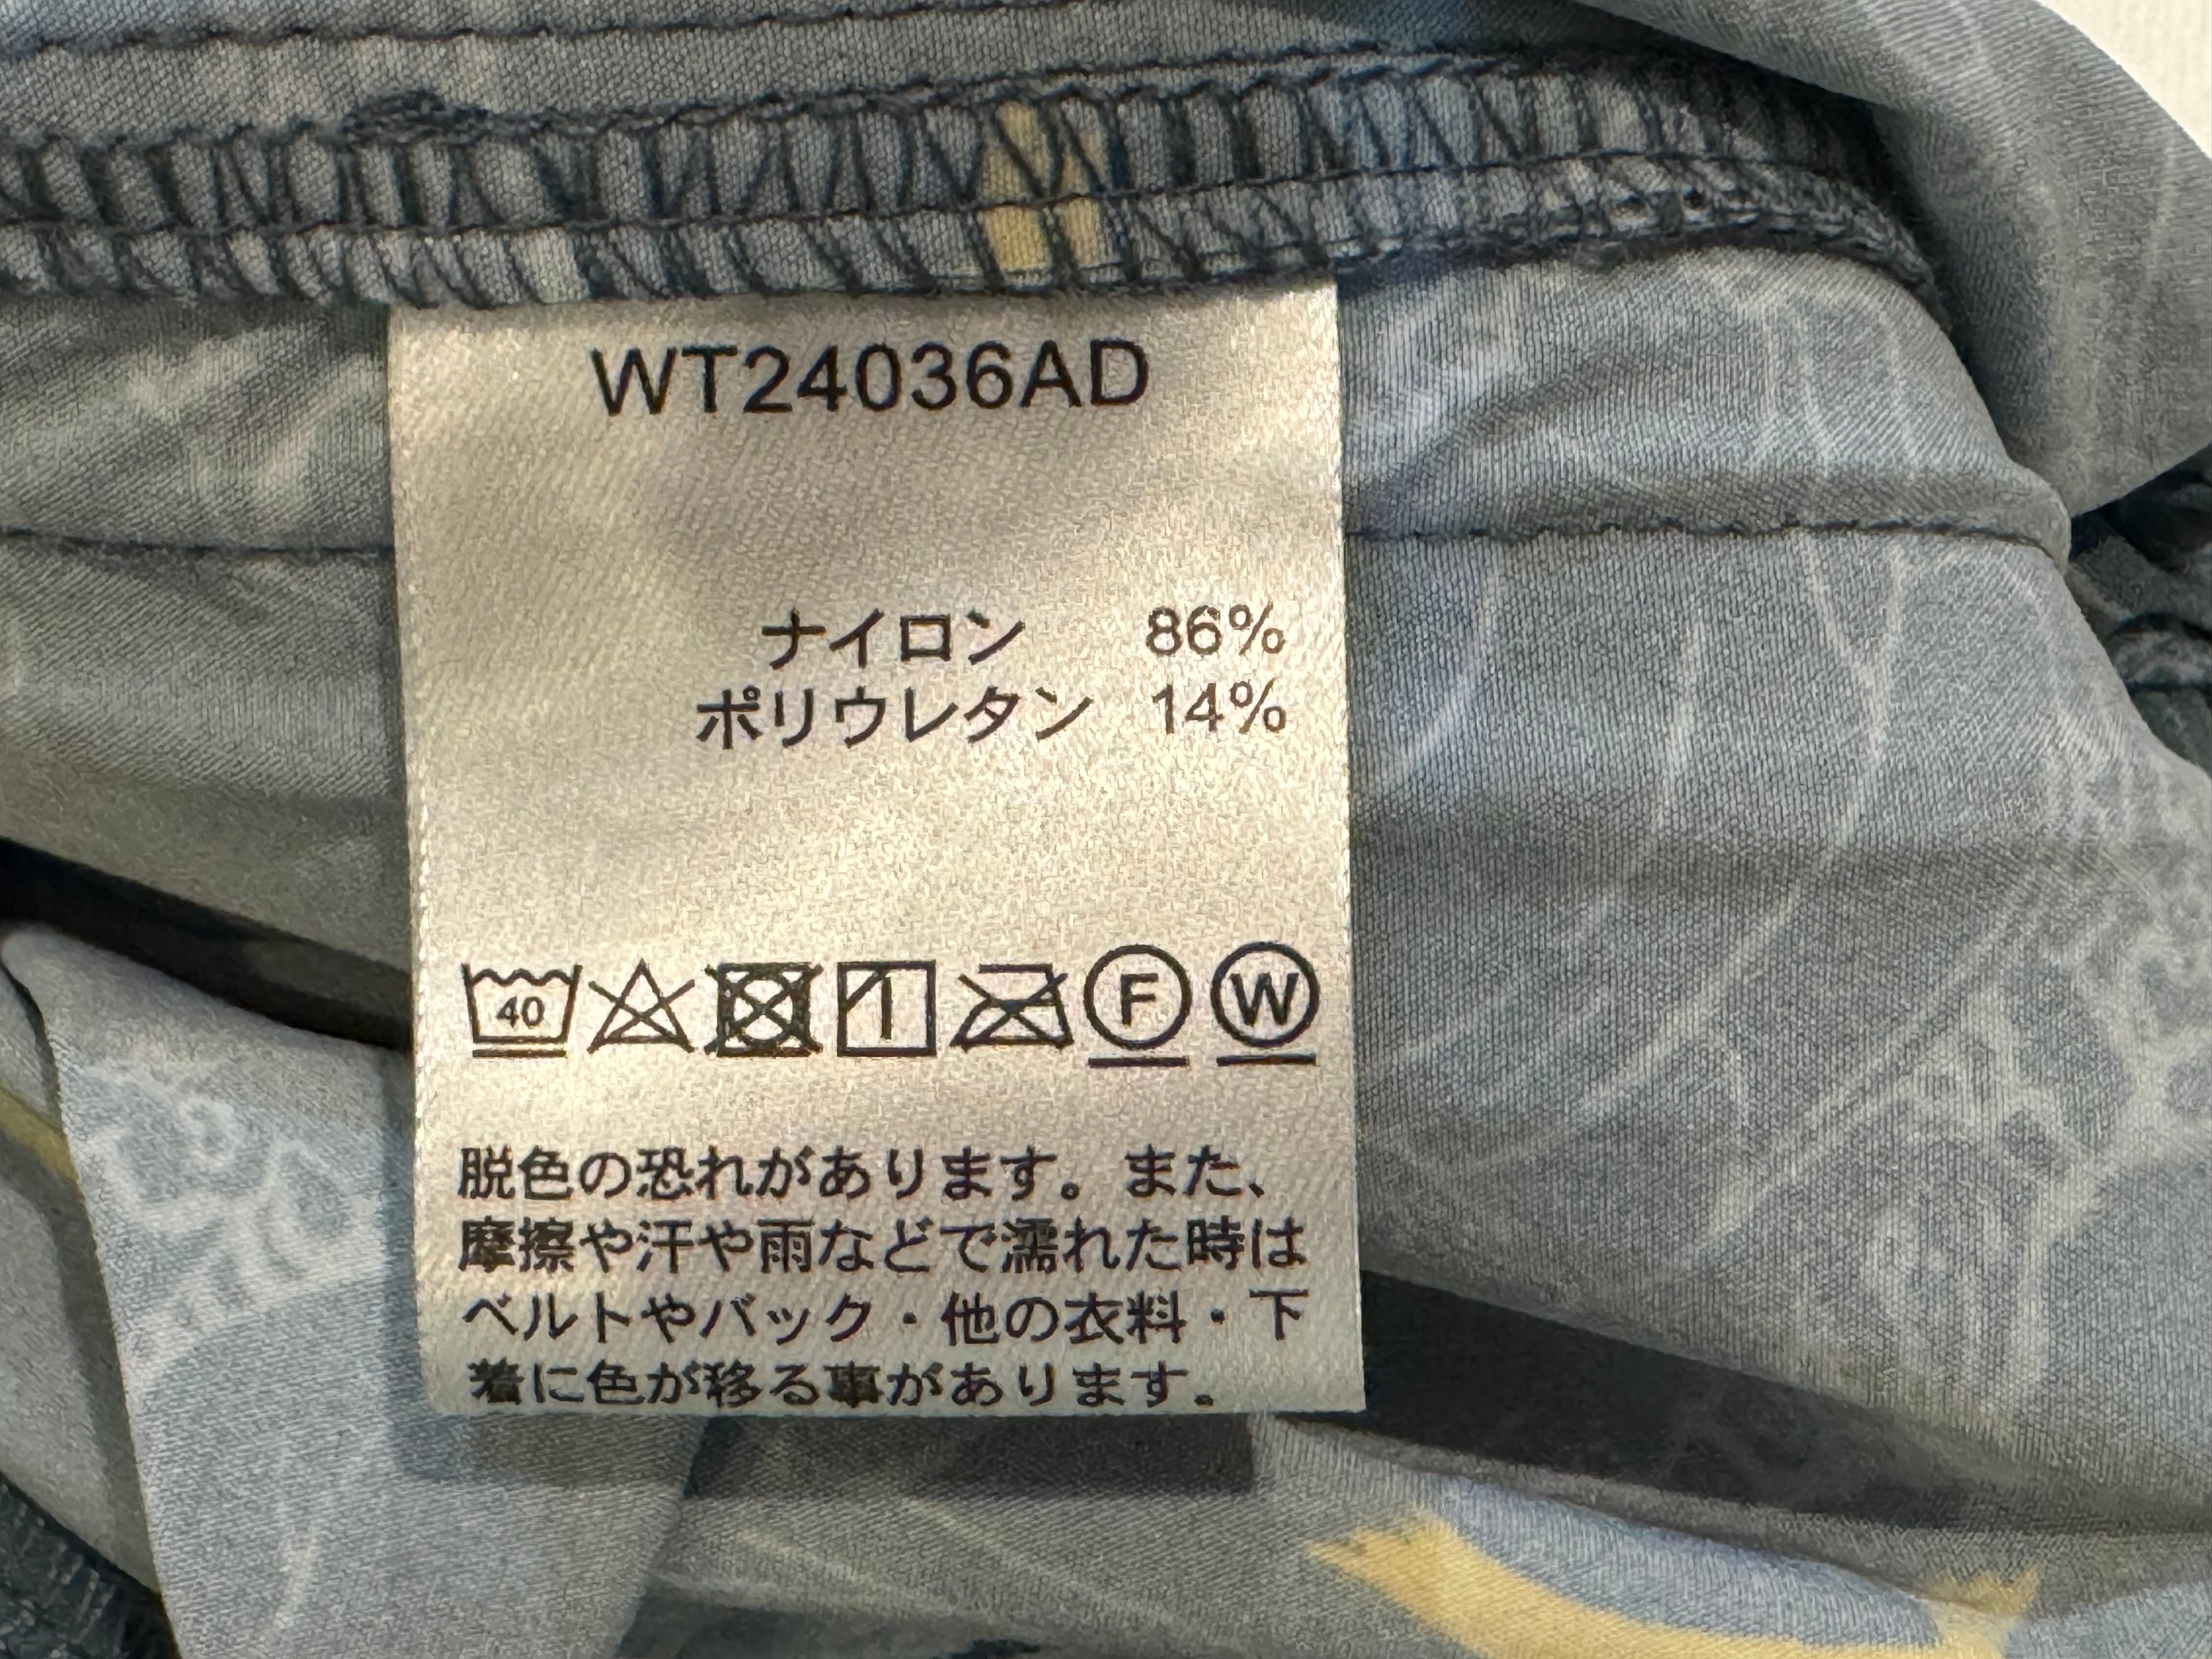 WT24036AD
ナイロン 86%
ポリウレタン 14%
40 F W
脱色の恐れがあります。また、
摩擦や汗や雨などで濡れた時は
ベルトやバック・他の衣料・下
着に色が移る事があります。